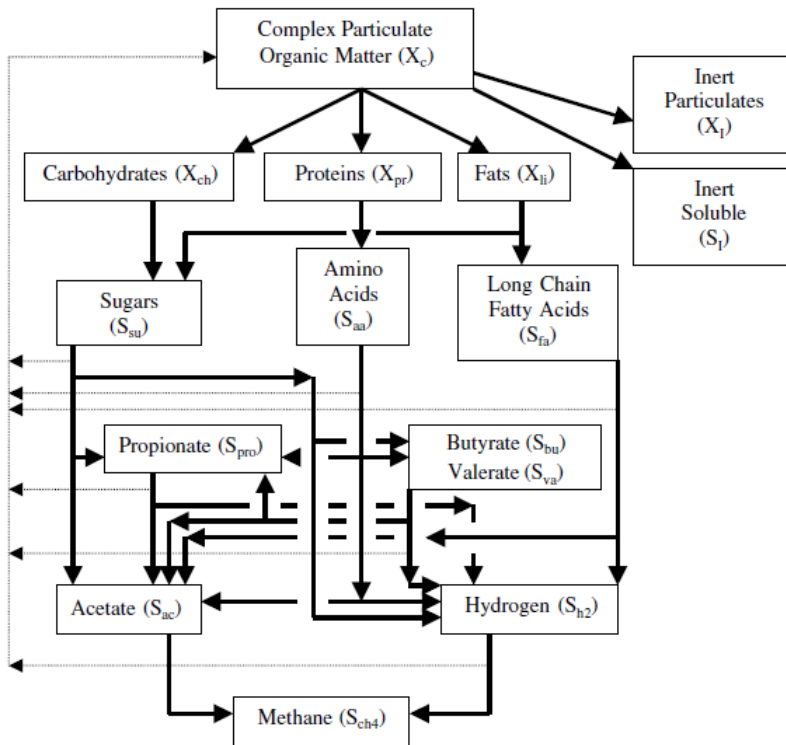 Complex Particulate
Organic Matter (Xc)
Inert
Particulates
(XI)
Carbohydrates (Xch)
Proteins (Xpr)
Fats (Xli)
Inert
Soluble
(SI)
Sugars
(Ssu)
Amino
Acids
(Saa)
Long Chain
Fatty Acids
(Sfa)
Propionate (Spro)
Butyrate (Sbu)
Valerate (Sva)
Acetate (Sac)
Hydrogen (Sh2)
Methane (Sch4)